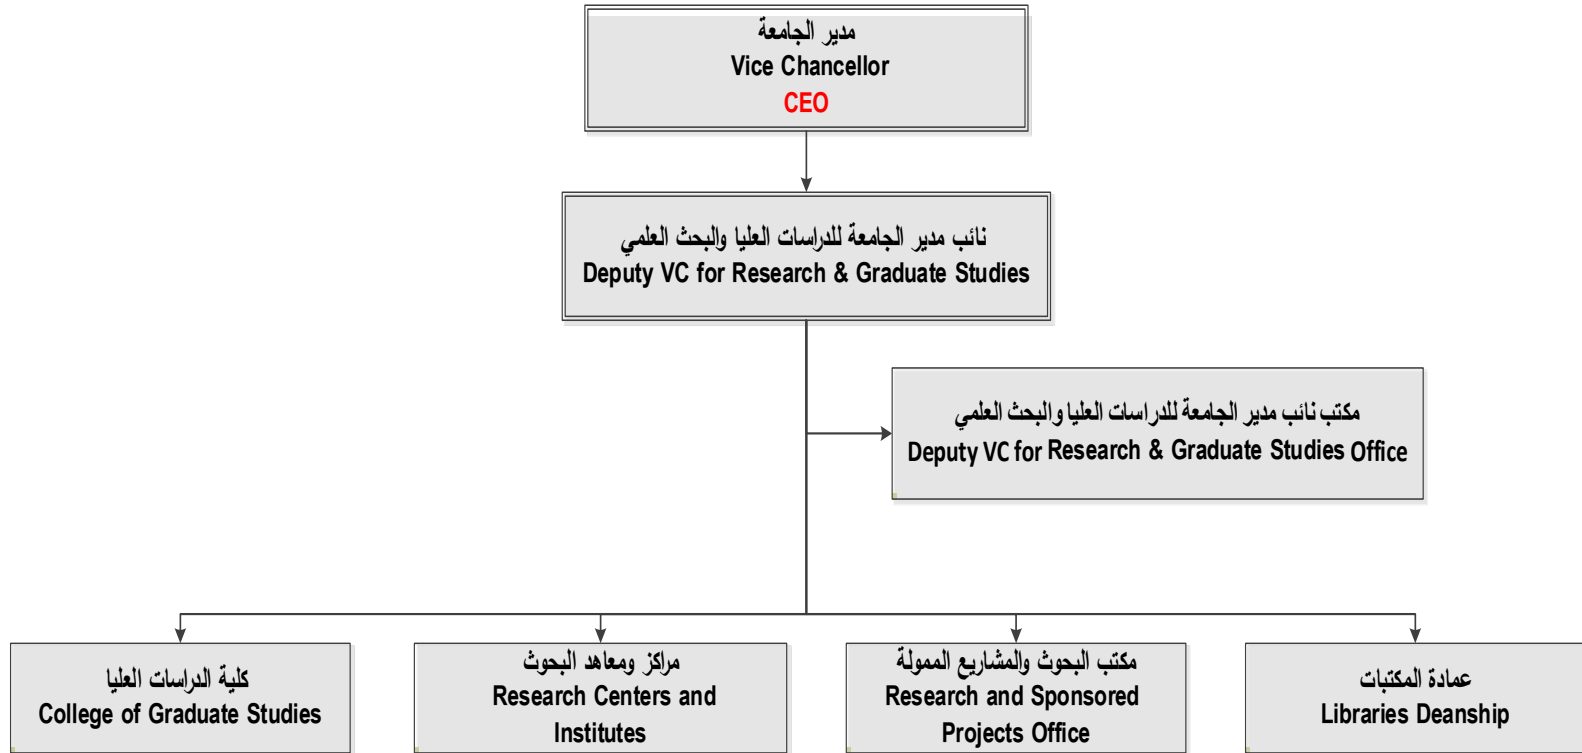 مدير الجامعة
Vice Chancellor
CEO
نائب مدير الجامعة للدراسات العليا والبحث العلمي
Deputy VC for Research & Graduate Studies
مكتب نائب مدير الجامعة للدراسات العليا والبحث العلمي
Deputy VC for Research & Graduate Studies Office
كلية الدراسات العليا
College of Graduate Studies
مراكز ومعاهد البحوث
Research Centers and
Institutes
مكتب البحوث والمشاريع الممولة
Research and Sponsored
Projects Office
عمادة المكتبات
Libraries Deanship